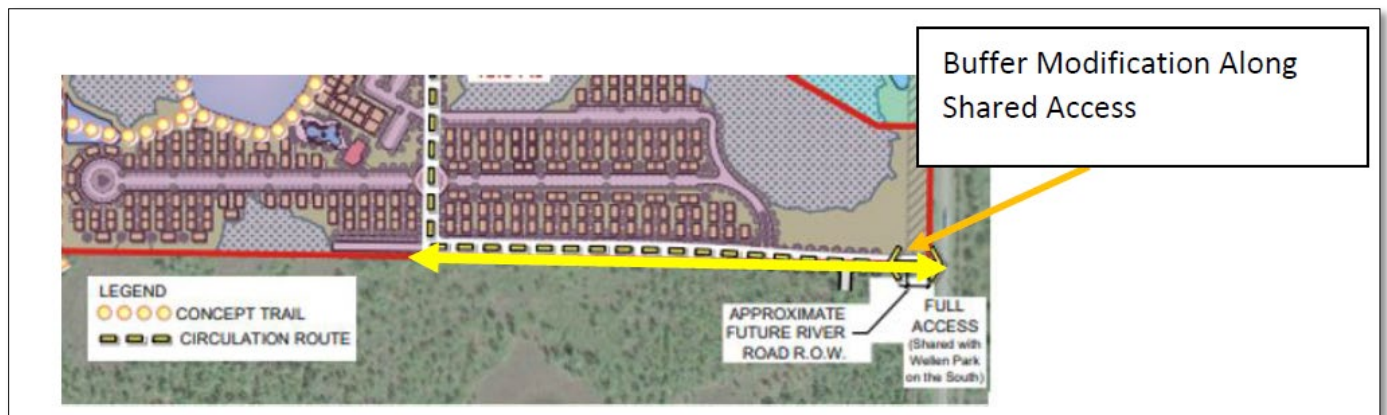 Buffer Modification Along
Shared Access
LEGEND
CONCEPT TRAIL
CIRCULATION ROUTE
APPROXIMATE
FUTURE RIVER
ROAD R.O.W.
FULL
ACCESS
(Shared with
Wellen Park
on the South)